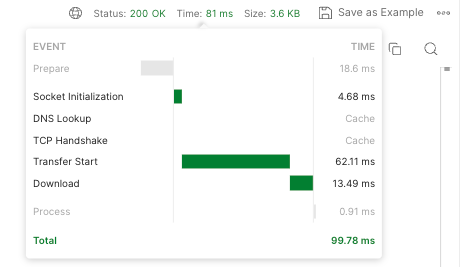 Status: 200 OK Time: 81 ms Size: 3.6 KB Save as Example
EVENT TIME
Prepare 18.6 ms
Socket Initialization 4.68 ms
DNS Lookup Cache
TCP Handshake Cache
Transfer Start 62.11 ms
Download 13.49 ms
Process 0.91 ms
Total 99.78 ms